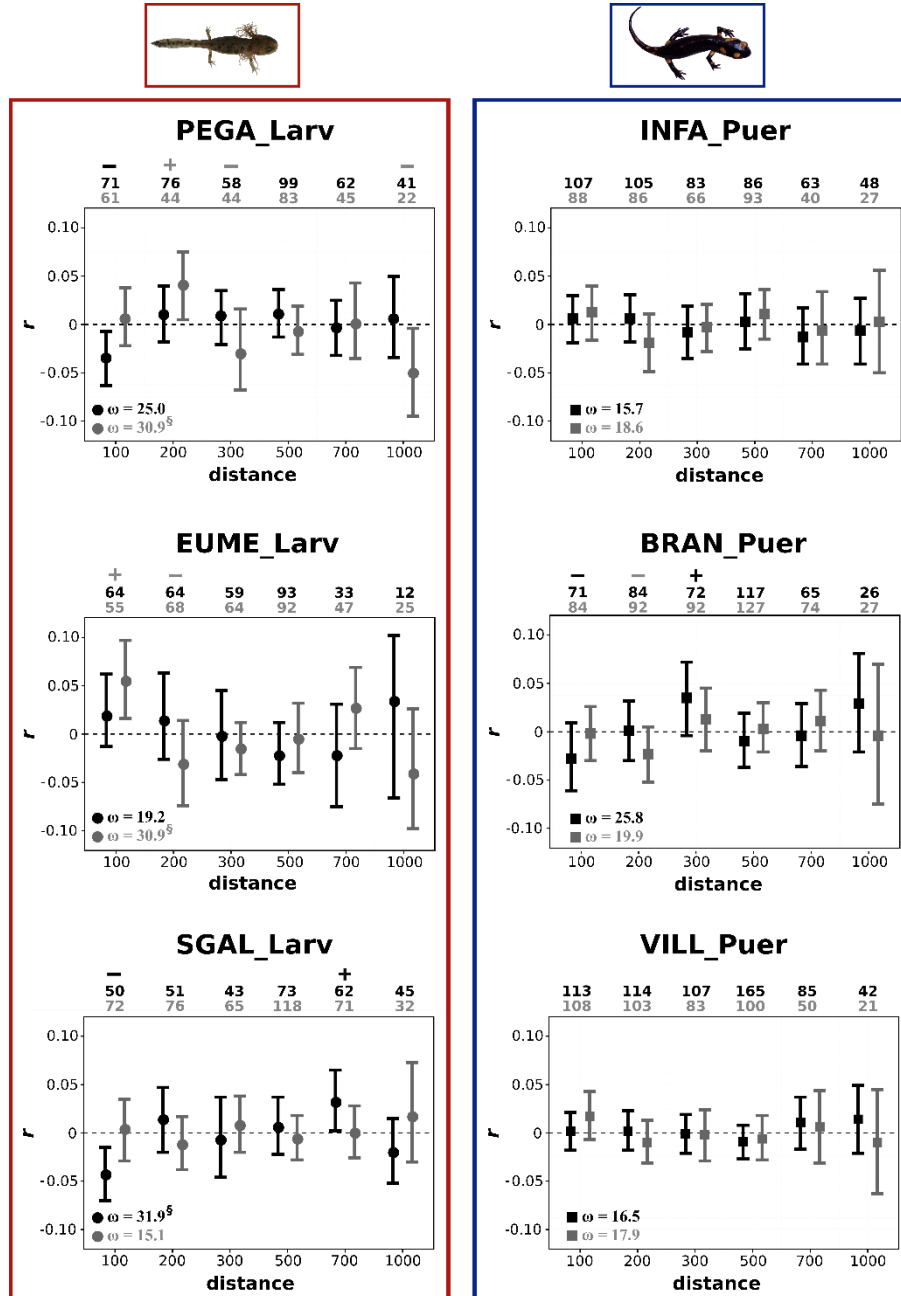 PEGA_Larv
− + − −
71 76 58 99 62 41
61 44 44 83 45 22
0.10
0.05
0
-0.05
-0.10
r
ω = 25.0
ω = 30.9§
100 200 300 500 700 1000
distance
EUME_Larv
+ −
64 64 59 93 33 12
55 68 64 92 47 25
0.10
0.05
0
-0.05
-0.10
r
ω = 19.2
ω = 30.9§
100 200 300 500 700 1000
distance
SGAL_Larv
− +
50 51 43 73 62 45
72 76 65 118 71 32
0.10
0.05
0
-0.05
-0.10
r
ω = 31.9§
ω = 15.1
100 200 300 500 700 1000
distance
INFA_Puer
107 105 83 86 63 48
88 86 66 93 40 27
0.10
0.05
0
-0.05
-0.10
r
ω = 15.7
ω = 18.6
100 200 300 500 700 1000
distance
BRAN_Puer
− − +
71 84 72 117 65 26
84 92 92 127 74 27
0.10
0.05
0
-0.05
-0.10
r
ω = 25.8
ω = 19.9
100 200 300 500 700 1000
distance
VILL_Puer
113 114 107 165 85 42
108 103 83 100 50 21
0.10
0.05
0
-0.05
-0.10
r
ω = 16.5
ω = 17.9
100 200 300 500 700 1000
distance